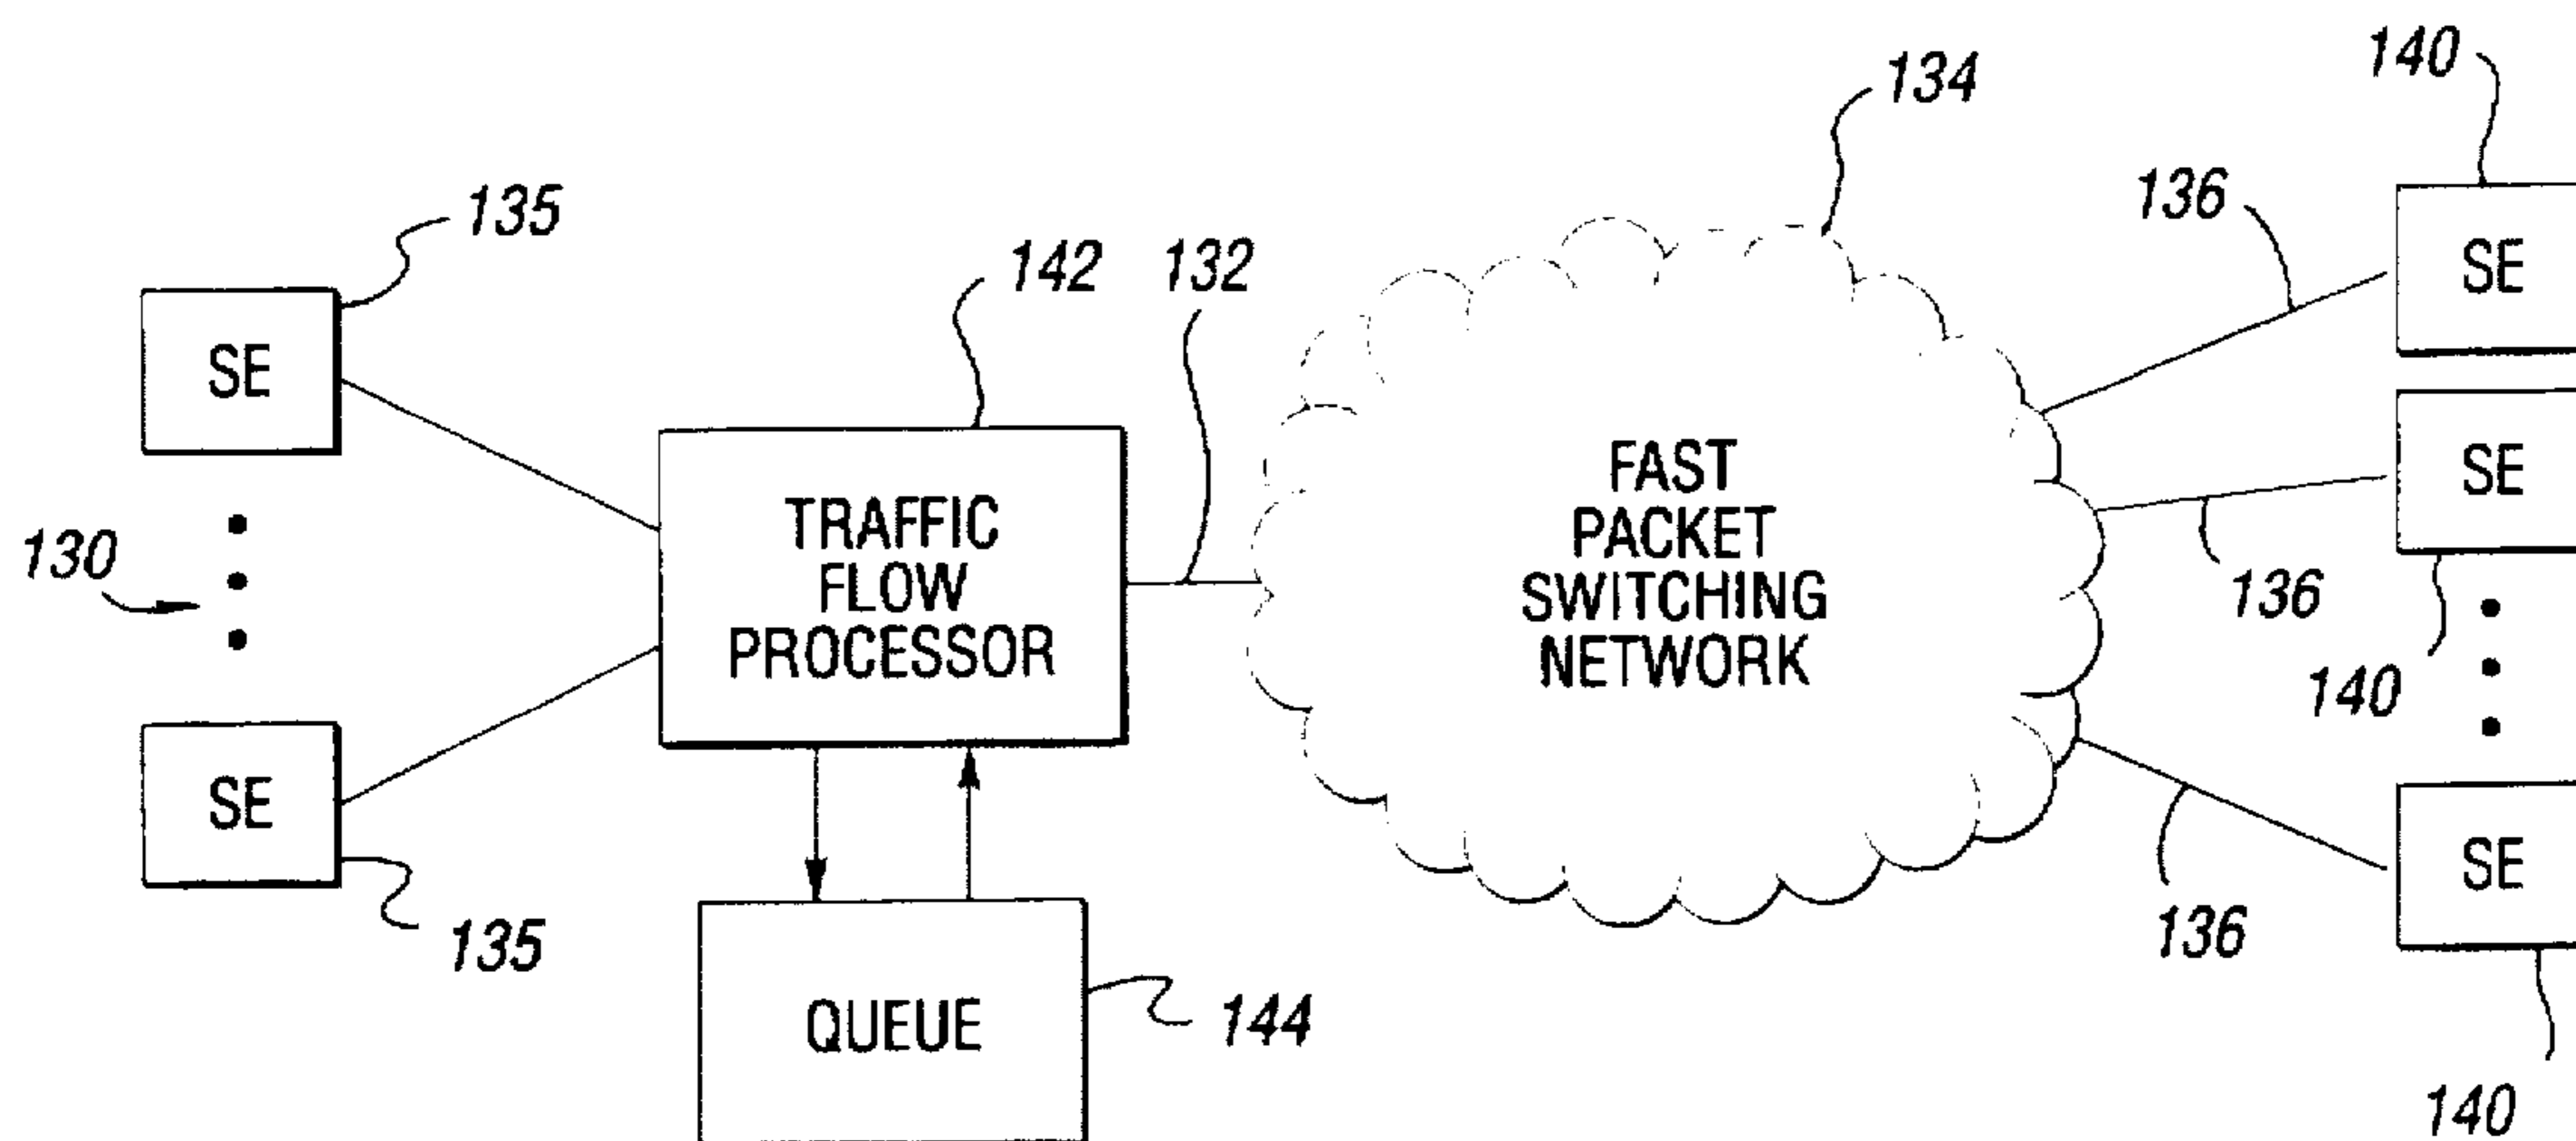 140
134
136
135
SE
142
132
SE
SE
FAST
PACKET
SWITCHING
NETWORK
TRAFFIC
FLOW
PROCESSOR
130
136
140
SE
SE
136
135
QUEUE
144
140